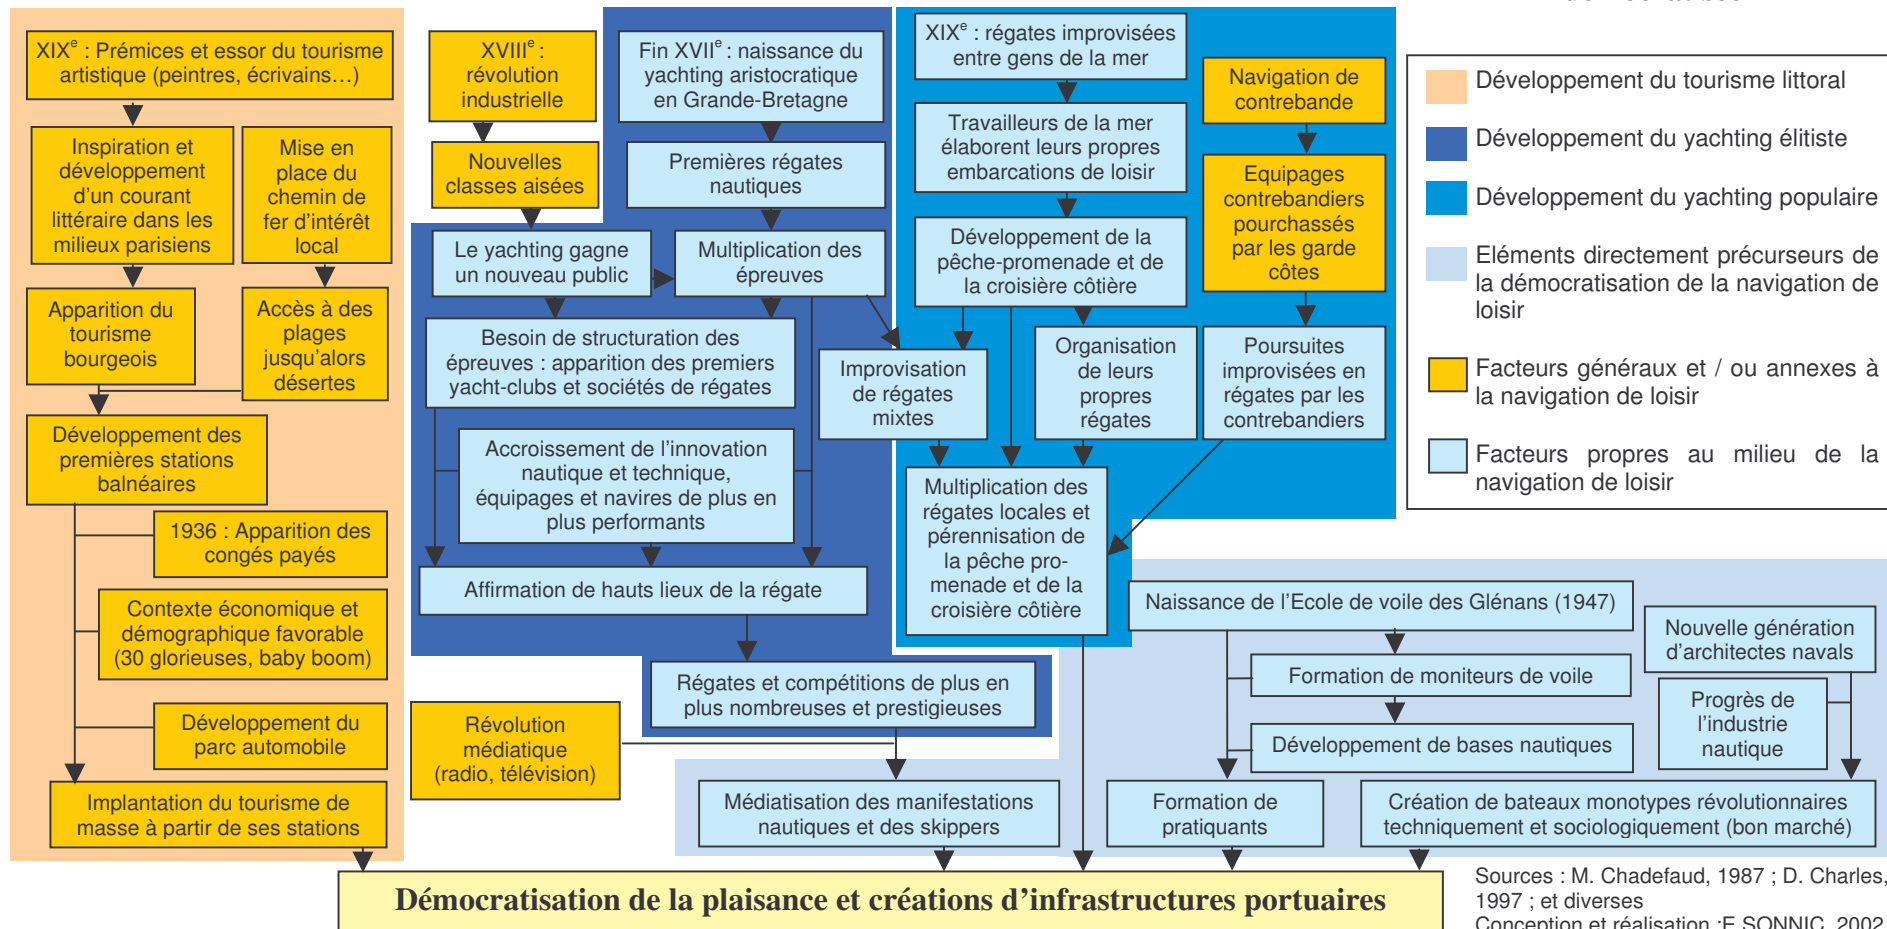 XIXe : Prémices et essor du tourisme
artistique (peintres, écrivains…)
Inspiration et
développement
d'un courant
littéraire dans les
milieux parisiens
Mise en
place du
chemin de
fer d'intérêt
local
Apparition du
tourisme
bourgeois
Accès à des
plages
jusqu'alors
désertes
Développement des
premières stations
balnéaires
1936 : Apparition des
congés payés
Contexte économique et
démographique favorable
(30 glorieuses, baby boom)
Développement du
parc automobile
Implantation du tourisme de
masse à partir de ses stations
XVIIIe :
révolution
industrielle
Nouvelles
classes aisées
Fin XVIIe : naissance du
yachting aristocratique
en Grande-Bretagne
Premières régates
nautiques
Le yachting gagne
un nouveau public
Multiplication des
épreuves
Besoin de structuration des
épreuves : apparition des premiers
yacht-clubs et sociétés de régates
Accroissement de l'innovation
nautique et technique,
équipages et navires de plus en
plus performants
Affirmation de hauts lieux de la régate
Régates et compétitions de plus en
plus nombreuses et prestigieuses
Révolution
médiatique
(radio, télévision)
Médiatisation des manifestations
nautiques et des skippers
XIXe : régates improvisées
entre gens de la mer
Travailleurs de la mer
élaborent leurs propres
embarcations de loisir
Développement de la
pêche-promenade et de
la croisière côtière
Navigation de
contrebande
Equipages
contrebandiers
pourchassés
par les garde
côtes
Improvisation
de régates
mixtes
Organisation
de leurs
propres
régates
Poursuites
improvisées en
régates par les
contrebandiers
Multiplication des
régates locales et
pérennisation de
la pêche pro-
menade et de la
croisière côtière
Naissance de l'Ecole de voile des Glénans (1947)
Formation de moniteurs de voile
Développement de bases nautiques
Formation de
pratiquants
Nouvelle génération
d'architectes navals
Progrès de
l'industrie
nautique
Création de bateaux monotypes révolutionnaires
techniquement et sociologiquement (bon marché)
Démocratisation de la plaisance et créations d'infrastructures portuaires
Développement du tourisme littoral
Développement du yachting élitiste
Développement du yachting populaire
Eléments directement précurseurs de
la démocratisation de la navigation de
loisir
Facteurs généraux et / ou annexes à
la navigation de loisir
Facteurs propres au milieu de la
navigation de loisir
Sources : M. Chadefaud, 1987 ; D. Charles,
1997 ; et diverses
Conception et réalisation :E.SONNIC, 2002